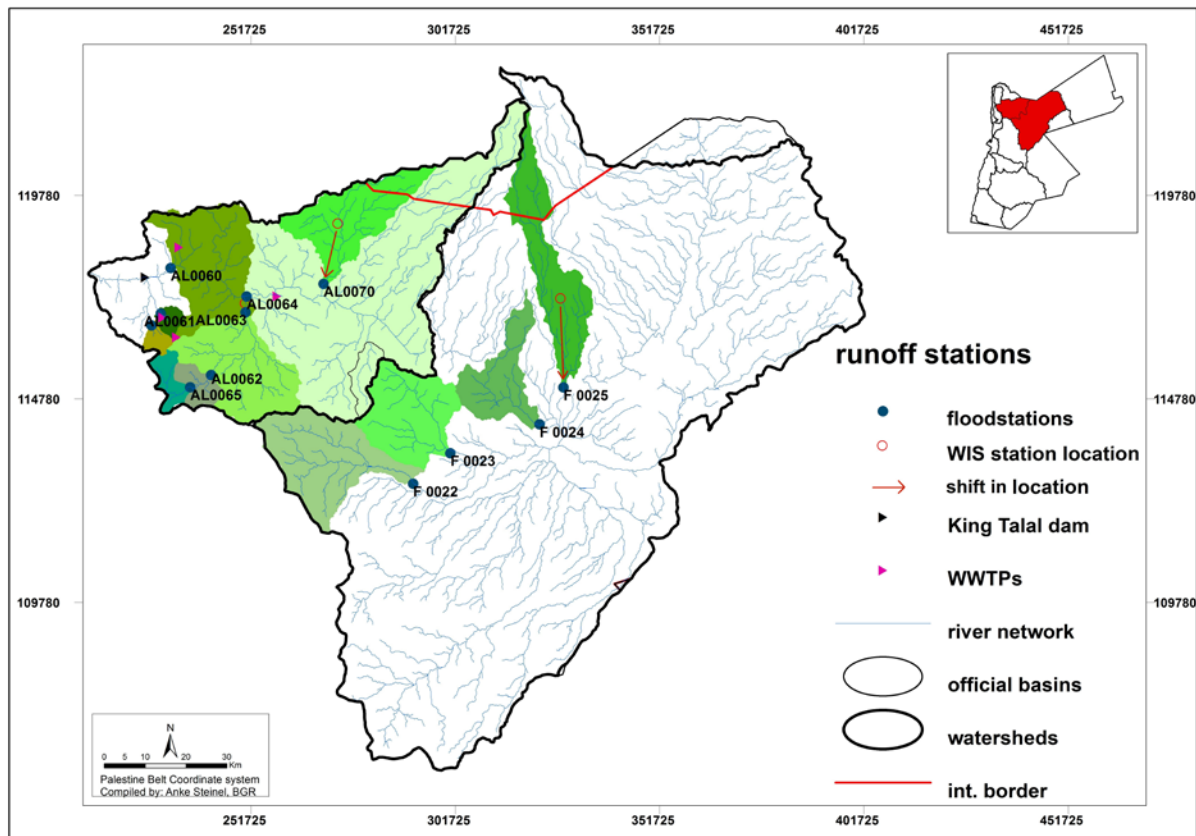 251725 301725 351725 401725 451725
119780 119780
AL0060
AL0070
AL0064
AL0061 AL0063
runoff stations
AL0062
AL0065
F 0025
114780 114780
floodstations
F 0024
WIS station location
F 0023
shift in location
F 0022
King Talal dam
WWTPs
109780 109780
river network
official basins
N
watersheds
0 5 10 20 30
Km
Palestine Belt Coordinate system
Compiled by: Anke Steinel, BGR
int. border
251725 301725 351725 401725 451725